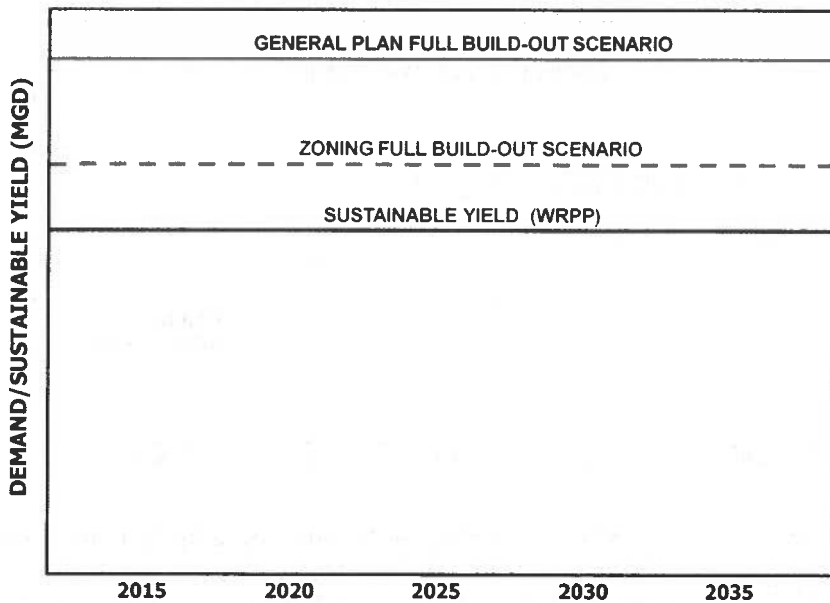 GENERAL PLAN FULL BUILD-OUT SCENARIO
ZONING FULL BUILD-OUT SCENARIO
SUSTAINABLE YIELD (WRPP)
DEMAND/SUSTAINABLE YIELD (MGD)
2015 2020 2025 2030 2035